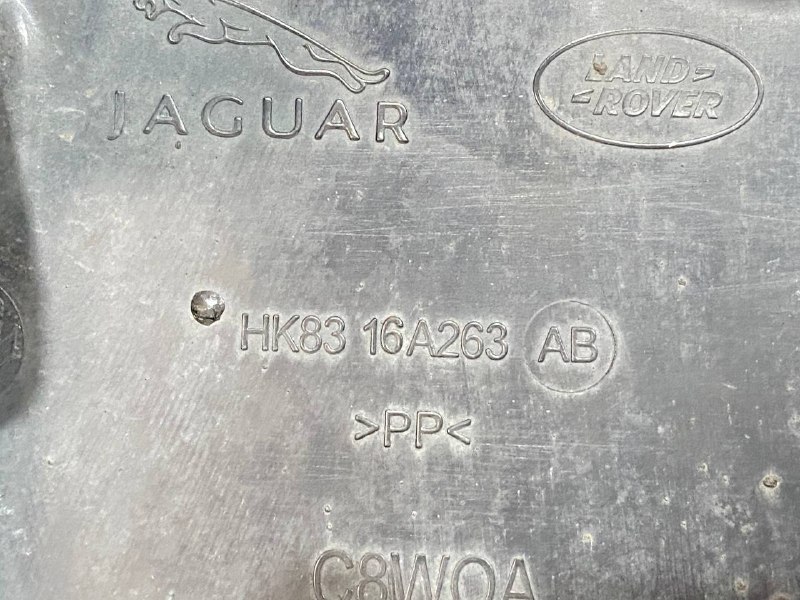 JAGUAR
LAND
ROVER
HK83 16A263 AB
>PP<
C8WOA